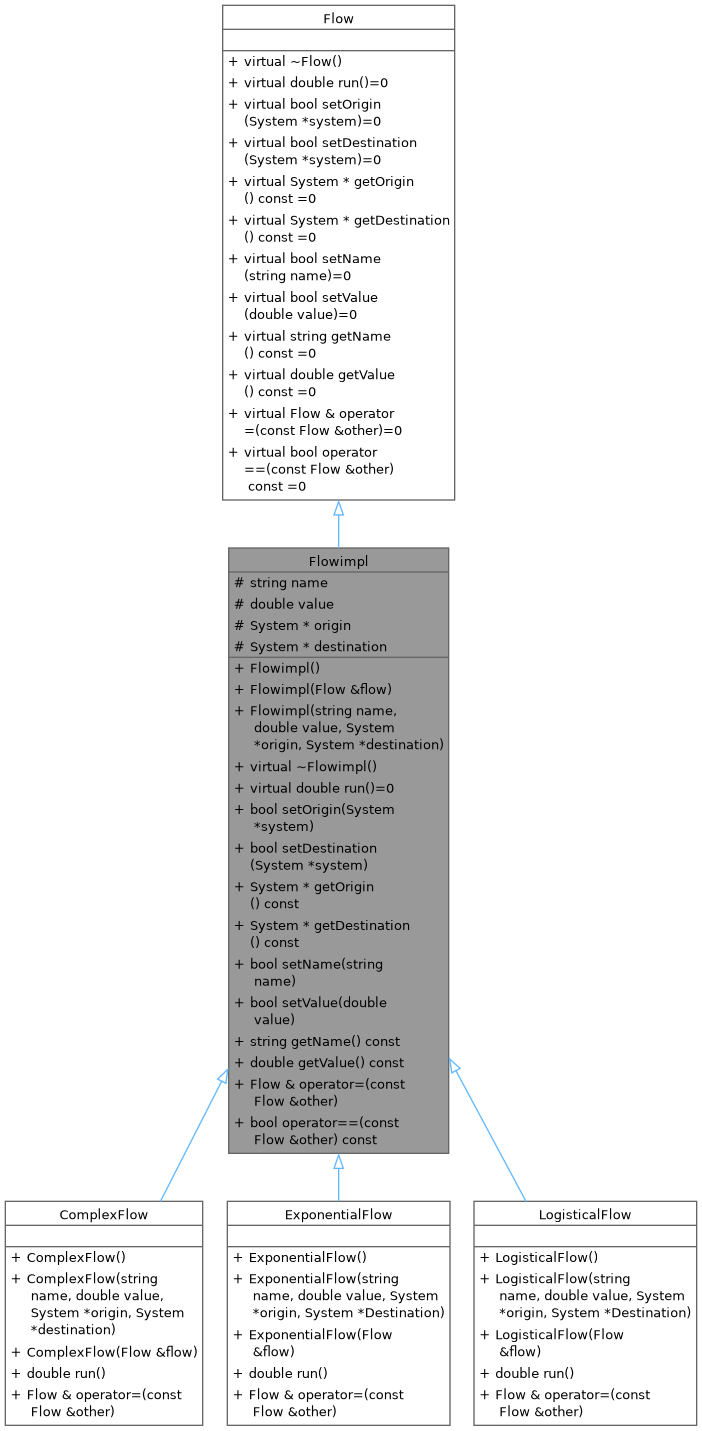 Flow
+ virtual ~Flow()
+ virtual double run()=0
+ virtual bool setOrigin
(System *system)=0
+ virtual bool setDestination
(System *system)=0
+ virtual System * getOrigin
() const =0
+ virtual System * getDestination
() const =0
+ virtual bool setName
(string name)=0
+ virtual bool setValue
(double value)=0
+ virtual string getName
() const =0
+ virtual double getValue
() const =0
+ virtual Flow & operator
=(const Flow &other)=0
+ virtual bool operator
==(const Flow &other)
const =0
Flowimpl
# string name
# double value
# System * origin
# System * destination
+ Flowimpl()
+ Flowimpl(Flow &flow)
+ Flowimpl(string name,
double value, System
*origin, System *destination)
+ virtual ~Flowimpl()
+ virtual double run()=0
+ bool setOrigin(System
*system)
+ bool setDestination
(System *system)
+ System * getOrigin
() const
+ System * getDestination
() const
+ bool setName(string
name)
+ bool setValue(double
value)
+ string getName() const
+ double getValue() const
+ Flow & operator=(const
Flow &other)
+ bool operator==(const
Flow &other) const
ComplexFlow
+ ComplexFlow()
+ ComplexFlow(string
name, double value,
System *origin, System
*destination)
+ ComplexFlow(Flow &flow)
+ double run()
+ Flow & operator=(const
Flow &other)
ExponentialFlow
+ ExponentialFlow()
+ ExponentialFlow(string
name, double value, System
*origin, System *Destination)
+ ExponentialFlow(Flow
&flow)
+ double run()
+ Flow & operator=(const
Flow &other)
LogisticalFlow
+ LogisticalFlow()
+ LogisticalFlow(string
name, double value, System
*origin, System *Destination)
+ LogisticalFlow(Flow
&flow)
+ double run()
+ Flow & operator=(const
Flow &other)